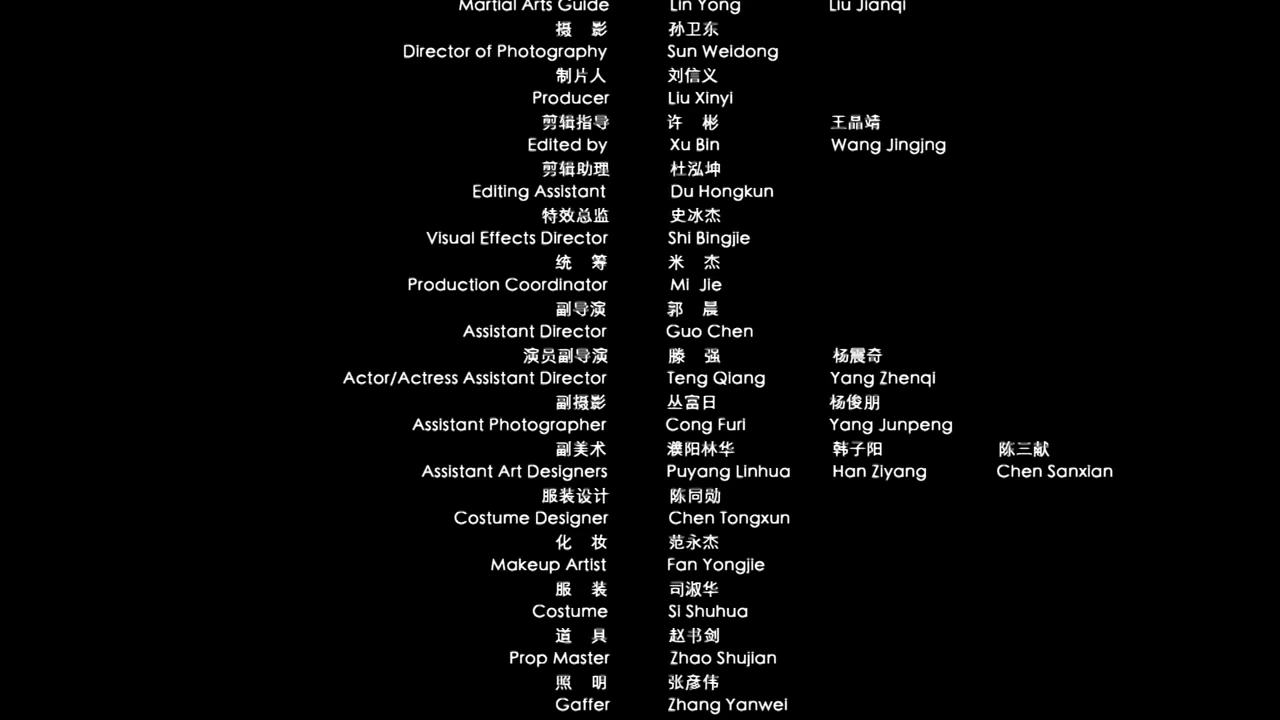 Martial Arts Guide Lin Yong Liu Jianqi
摄 影 孙卫东
Director of Photography Sun Weidong
制片人 刘信义
Producer Liu Xinyi
剪辑指导 许 彬 王晶靖
Edited by Xu Bin Wang Jingjng
剪辑助理 杜泓坤
Editing Assistant Du Hongkun
特效总监 史冰杰
Visual Effects Director Shi Bingjie
统 筹 米 杰
Production Coordinator Mi Jie
副导演 郭 晨
Assistant Director Guo Chen
演员副导演 滕 强 杨震奇
Actor/Actress Assistant Director Teng Qiang Yang Zhenqi
副摄影 丛富日 杨俊朋
Assistant Photographer Cong Furi Yang Junpeng
副美术 濮阳林华 韩子阳 陈三献
Assistant Art Designers Puyang Linhua Han Ziyang Chen Sanxian
服装设计 陈同勋
Costume Designer Chen Tongxun
化 妆 范永杰
Makeup Artist Fan Yongjie
服 装 司淑华
Costume Si Shuhua
道 具 赵书剑
Prop Master Zhao Shujian
照 明 张彦伟
Gaffer Zhang Yanwei